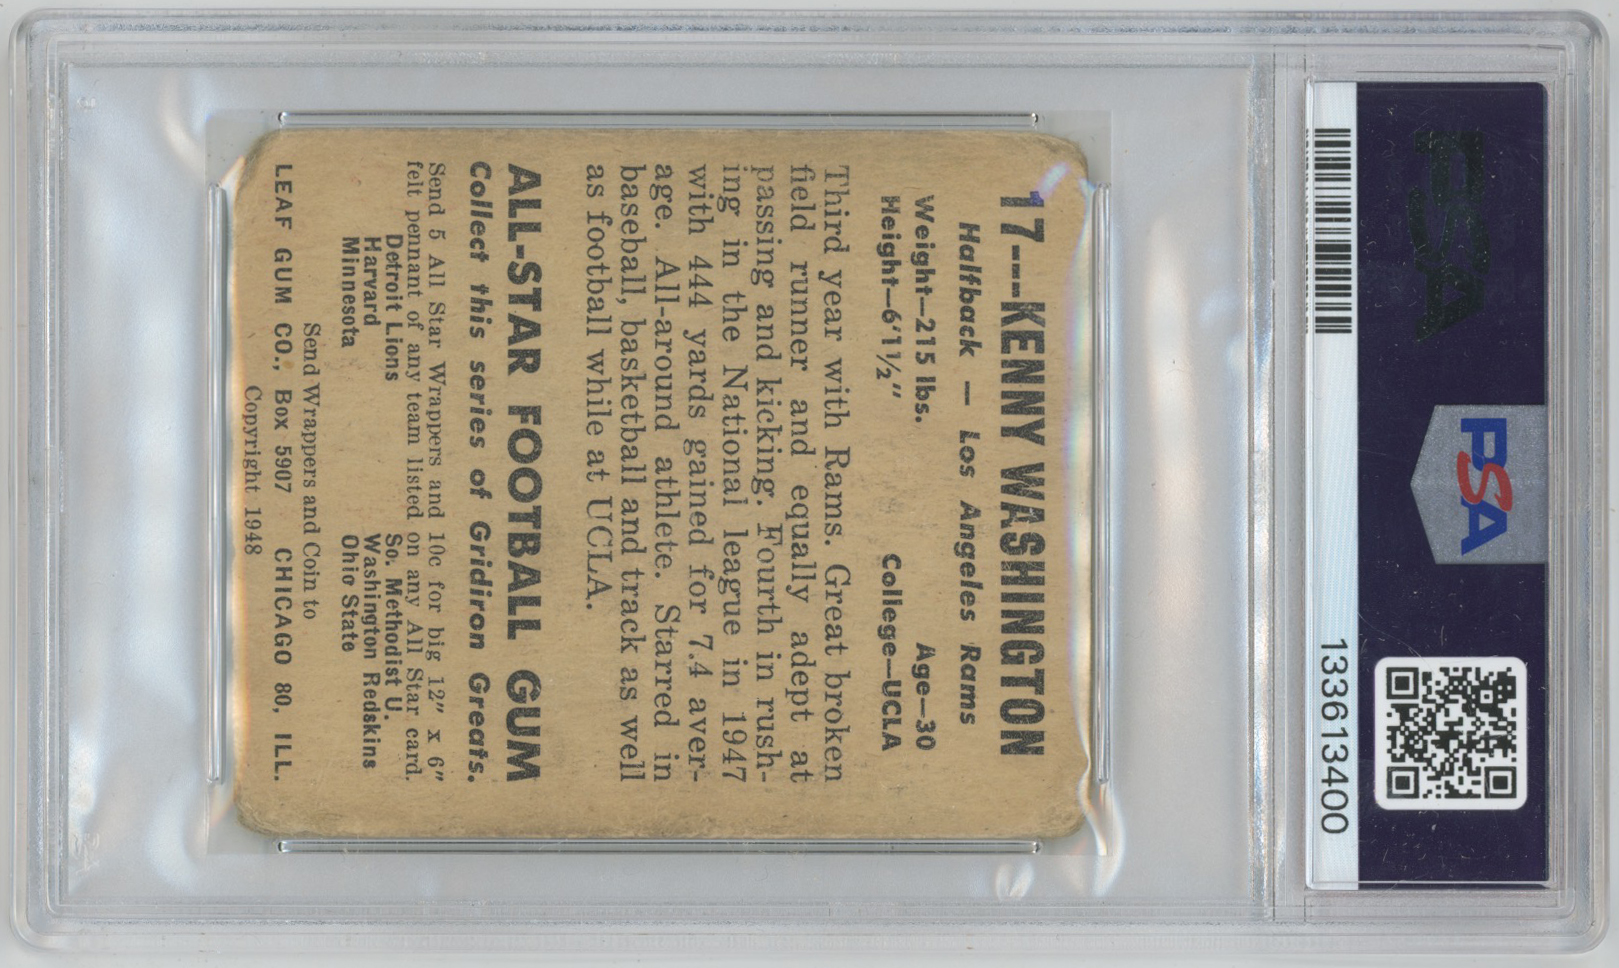 PSA
PSA
133613400
17---KENNY WASHINGTON
Halfback — Los Angeles Rams
Weight—215 lbs. Age—30
Height—6'1½" College—UCLA
Third year with Rams. Great broken
field runner and equally adept at
passing and kicking. Fourth in rush-
ing in the National league in 1947
with 444 yards gained for 7.4 aver-
age. All-around athlete. Starred in
baseball, basketball and track as well
as football while at UCLA.
ALL-STAR FOOTBALL GUM
Collect this series of Gridiron Greats.
Send 5 All Star Wrappers and 10c for big 12" x 6"
felt pennant of any team listed on any All Star card.
Detroit Lions So. Methodist U.
Harvard Washington Redskins
Minnesota Ohio State
Send Wrappers and Coin to
LEAF GUM CO., Box 5907 CHICAGO 80, ILL.
Copyright 1948